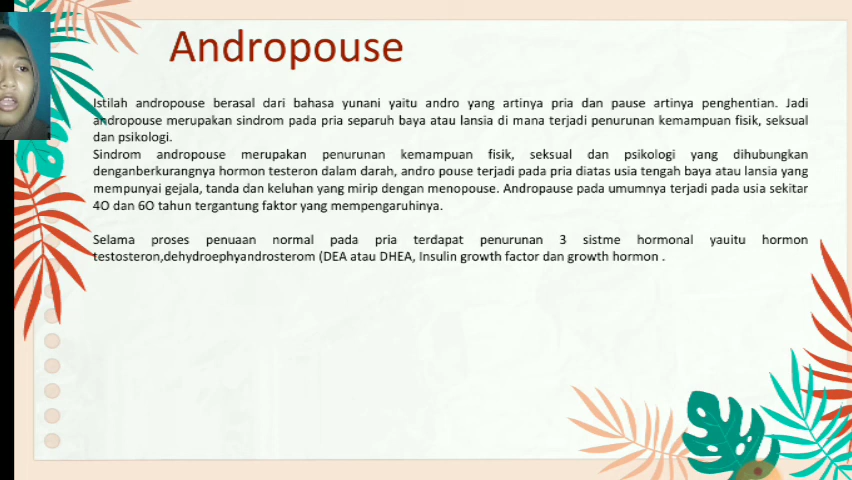 Andropouse
Istilah andropouse berasal dari bahasa yunani yaitu andro yang artinya pria dan pause artinya penghentian. Jadi
andropouse merupakan sindrom pada pria separuh baya atau lansia di mana terjadi penurunan kemampuan fisik, seksual
dan psikologi.
Sindrom andropouse merupakan penurunan kemampuan fisik, seksual dan psikologi yang dihubungkan
denganberkurangnya hormon testeron dalam darah, andro pouse terjadi pada pria diatas usia tengah baya atau lansia yang
mempunyai gejala, tanda dan keluhan yang mirip dengan menopouse. Andropause pada umumnya terjadi pada usia sekitar
4O dan 6O tahun tergantung faktor yang mempengaruhinya.
Selama proses penuaan normal pada pria terdapat penurunan 3 sistme hormonal yauitu hormon
testosteron,dehydroephyandrosterom (DEA atau DHEA, Insulin growth factor dan growth hormon .